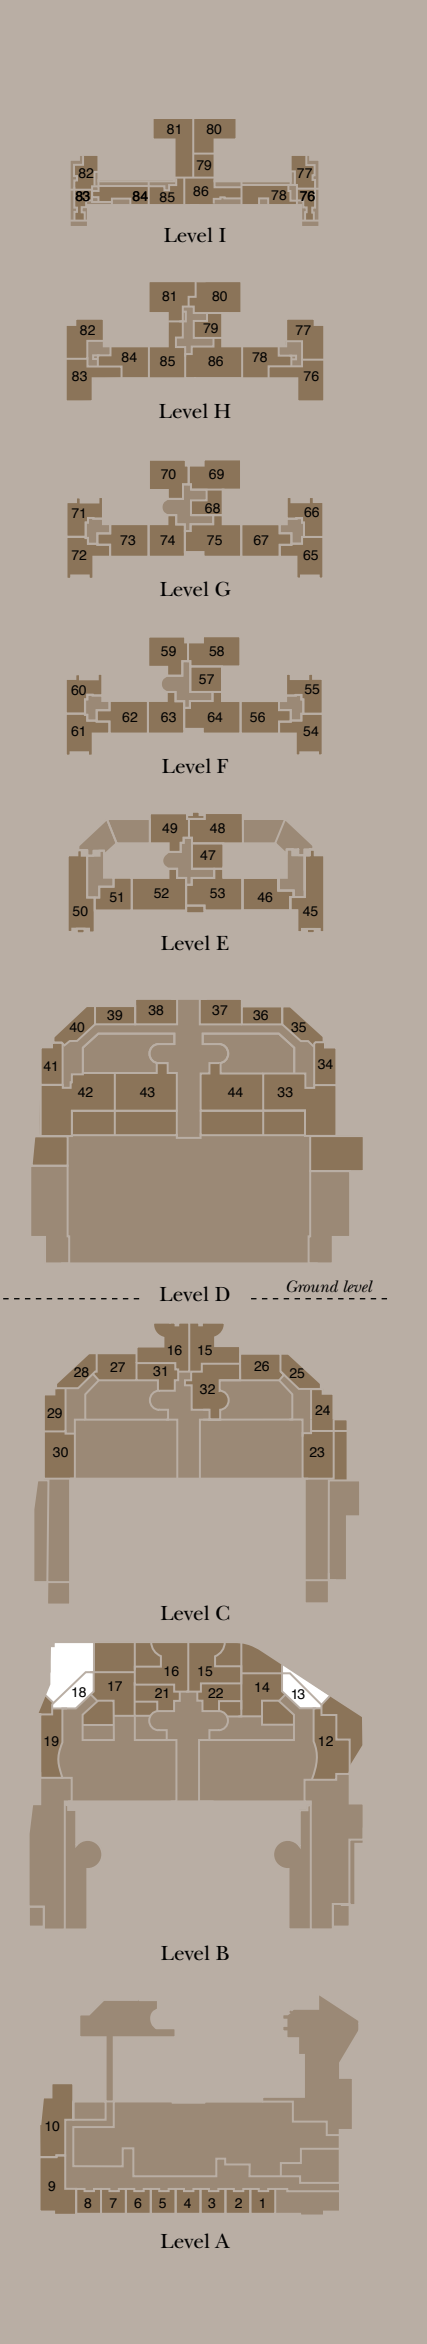 81 80
79
82 77
83 84 85 86 78 76
Level I
81 80
82 79 77
84 85 86 78
83 76
Level H
70 69
71 68 66
73 74 75 67
72 65
Level G
59 58
57
60 55
62 63 64 56
61 54
Level F
49 48
47
51 52 53 46
50 45
Level E
39 38 37 36
40 35
41 34
42 43 44 33
Level D
Ground level
16 15
28 27 31 26 25
32
29 24
30 23
Level C
16 15
18 17 21 22 14 13
19 12
Level B
10
9
8 7 6 5 4 3 2 1
Level A